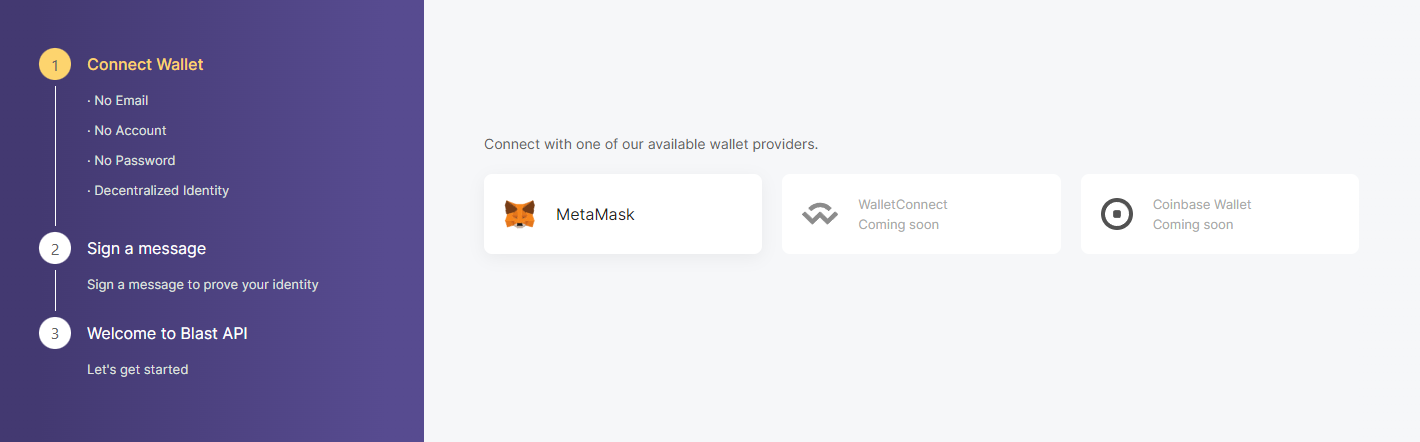 1
Connect Wallet
· No Email
· No Account
· No Password
· Decentralized Identity
2
Sign a message
Sign a message to prove your identity
3
Welcome to Blast API
Let's get started
Connect with one of our available wallet providers.
MetaMask
WalletConnect
Coming soon
Coinbase Wallet
Coming soon